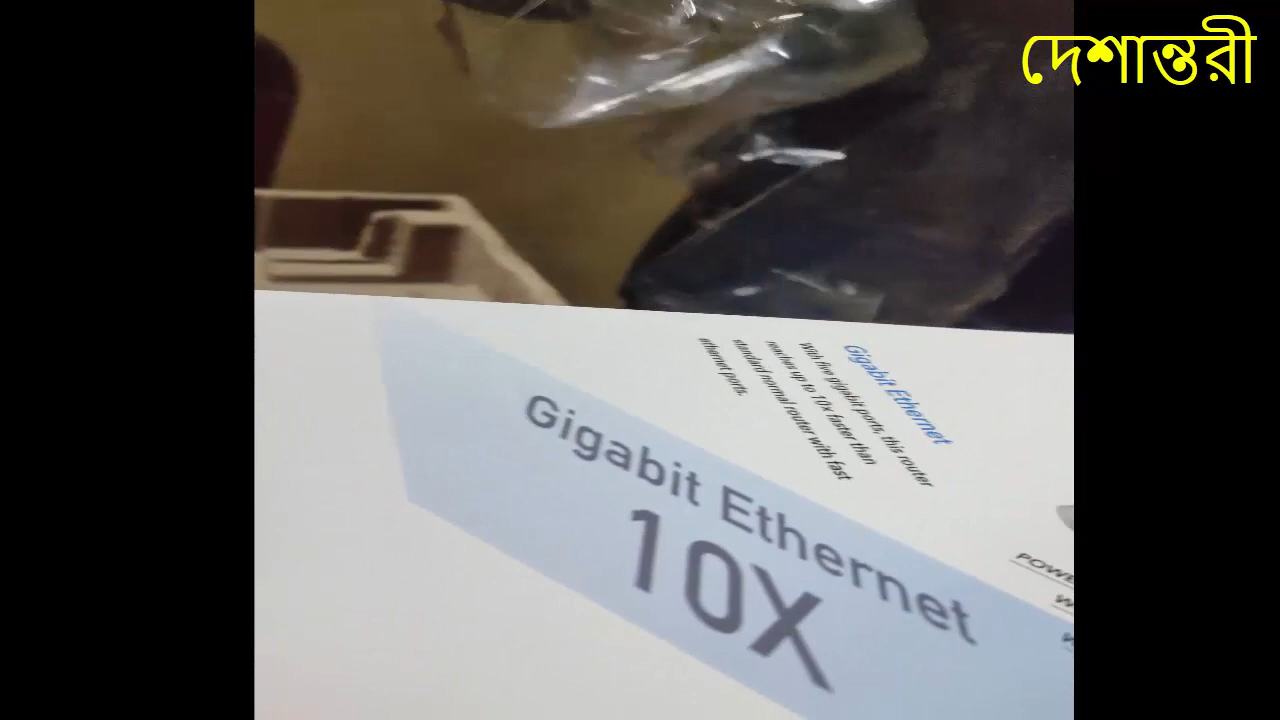 দেশান্তরী
Gigabit Ethernet
With five gigabit ports, this router
reaches up to 10x faster than
standard normal router with fast
ethernet ports.
Gigabit Ethernet
10X